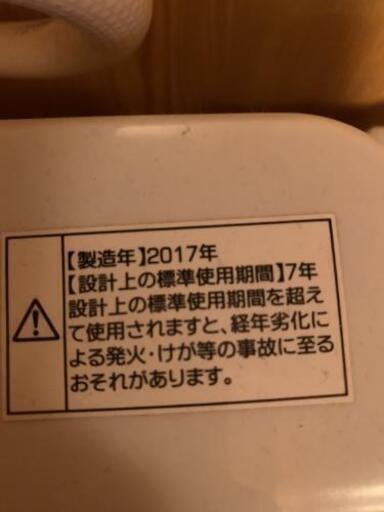 【製造年】2017年
【設計上の標準使用期間】7年
設計上の標準使用期間を超え
て使用されますと、経年劣化に
よる発火・けが等の事故に至る
おそれがあります。